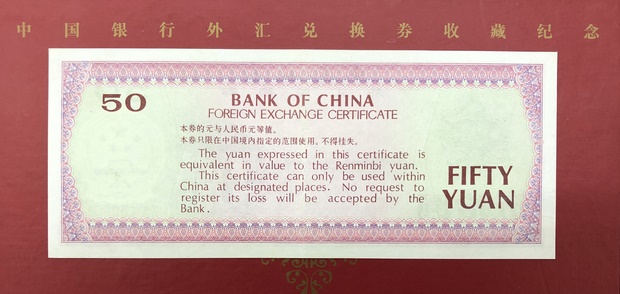 中国银行外汇兑换券收藏纪念
50
BANK OF CHINA
FOREIGN EXCHANGE CERTIFICATE
本券的元与人民币元等值。
本券只限在中国境内指定的范围使用，不得挂失。
The yuan expressed in this certificate is
equivalent in value to the Renminbi yuan.
This certificate can only be used within
China at designated places. No request to
register its loss will be accepted by the
Bank.
FIFTY
YUAN